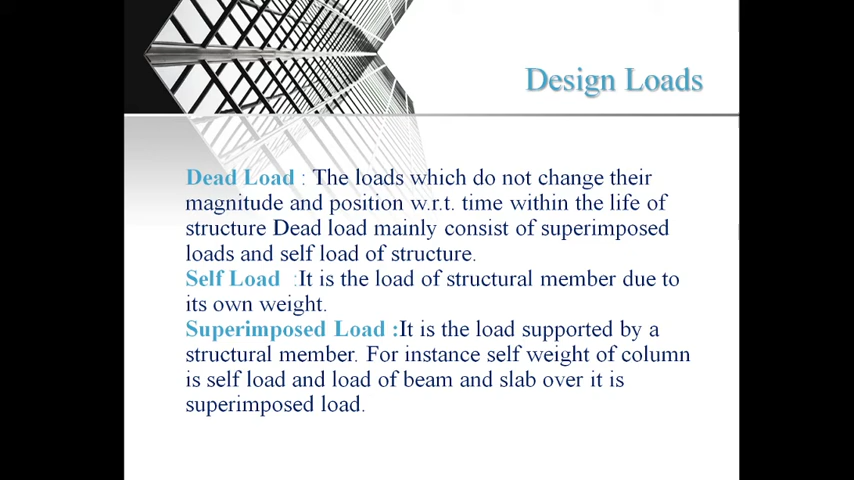 Design Loads
Dead Load : The loads which do not change their
magnitude and position w.r.t. time within the life of
structure Dead load mainly consist of superimposed
loads and self load of structure.
Self Load :It is the load of structural member due to
its own weight.
Superimposed Load :It is the load supported by a
structural member. For instance self weight of column
is self load and load of beam and slab over it is
superimposed load.